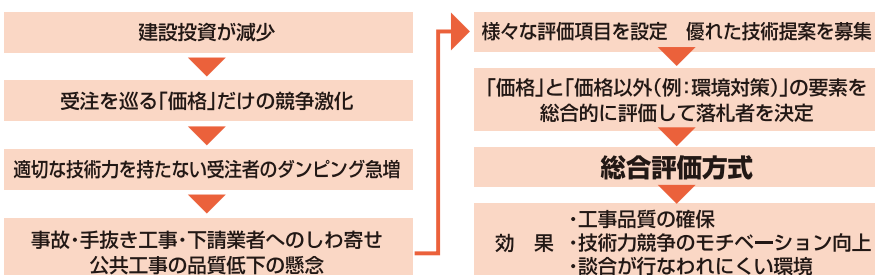 建設投資が減少
受注を巡る「価格」だけの競争激化
適切な技術力を持たない受注者のダンピング急増
事故・手抜き工事・下請業者へのしわ寄せ
公共工事の品質低下の懸念
様々な評価項目を設定　優れた技術提案を募集
「価格」と「価格以外（例：環境対策）」の要素を
総合的に評価して落札者を決定
総合評価方式
効　果
・工事品質の確保
・技術力競争のモチベーション向上
・談合が行なわれにくい環境